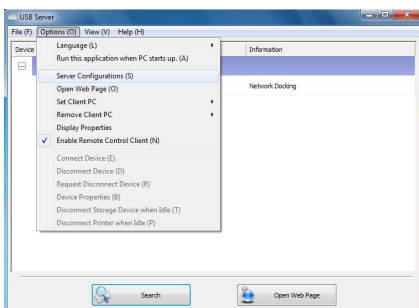 USB Server
File (F) Options (O) View (V) Help (H)
Device Information
Language (L)
Run this application when PC starts up. (A)
Server Configurations (S)
Open Web Page (O) Network Docking
Set Client PC
Remove Client PC
Display Properties
Enable Remote Control Client (N)
Connect Device (E)
Disconnect Device (D)
Request Disconnect Device (R)
Device Properties (B)
Disconnect Storage Device when Idle (T)
Disconnect Printer when Idle (P)
Search Open Web Page